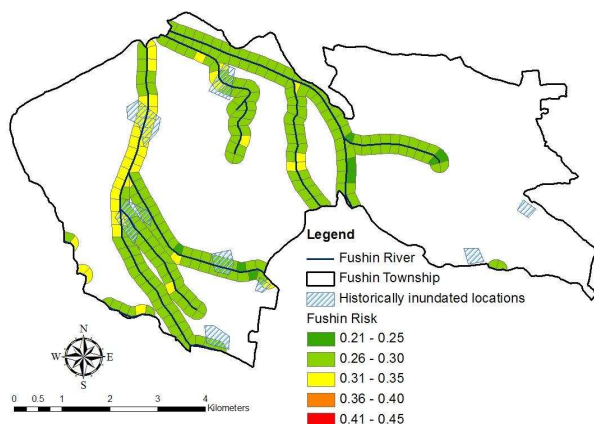 Legend
Fushin River
Fushin Township
Historically inundated locations
Fushin Risk
0.21 - 0.25
0.26 - 0.30
0.31 - 0.35
0.36 - 0.40
0.41 - 0.45
N
W E
S
0 0.5 1 2 3 4
Kilometers